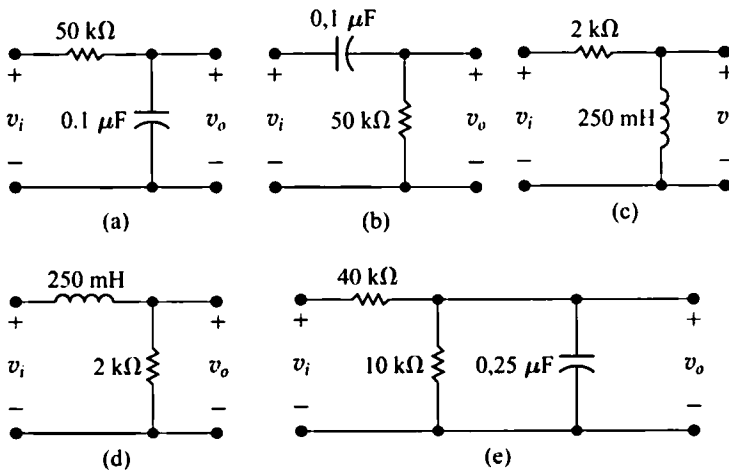 50 kΩ
+
+
v_i
0.1 μF
v_o
−
−
(a)
0,1 μF
+
+
v_i
50 kΩ
v_o
−
−
(b)
2 kΩ
+
+
v_i
250 mH
v
−
−
(c)
250 mH
+
+
v_i
2 kΩ
v_o
−
−
(d)
40 kΩ
+
+
v_i
10 kΩ
0,25 μF
v_o
−
−
(e)